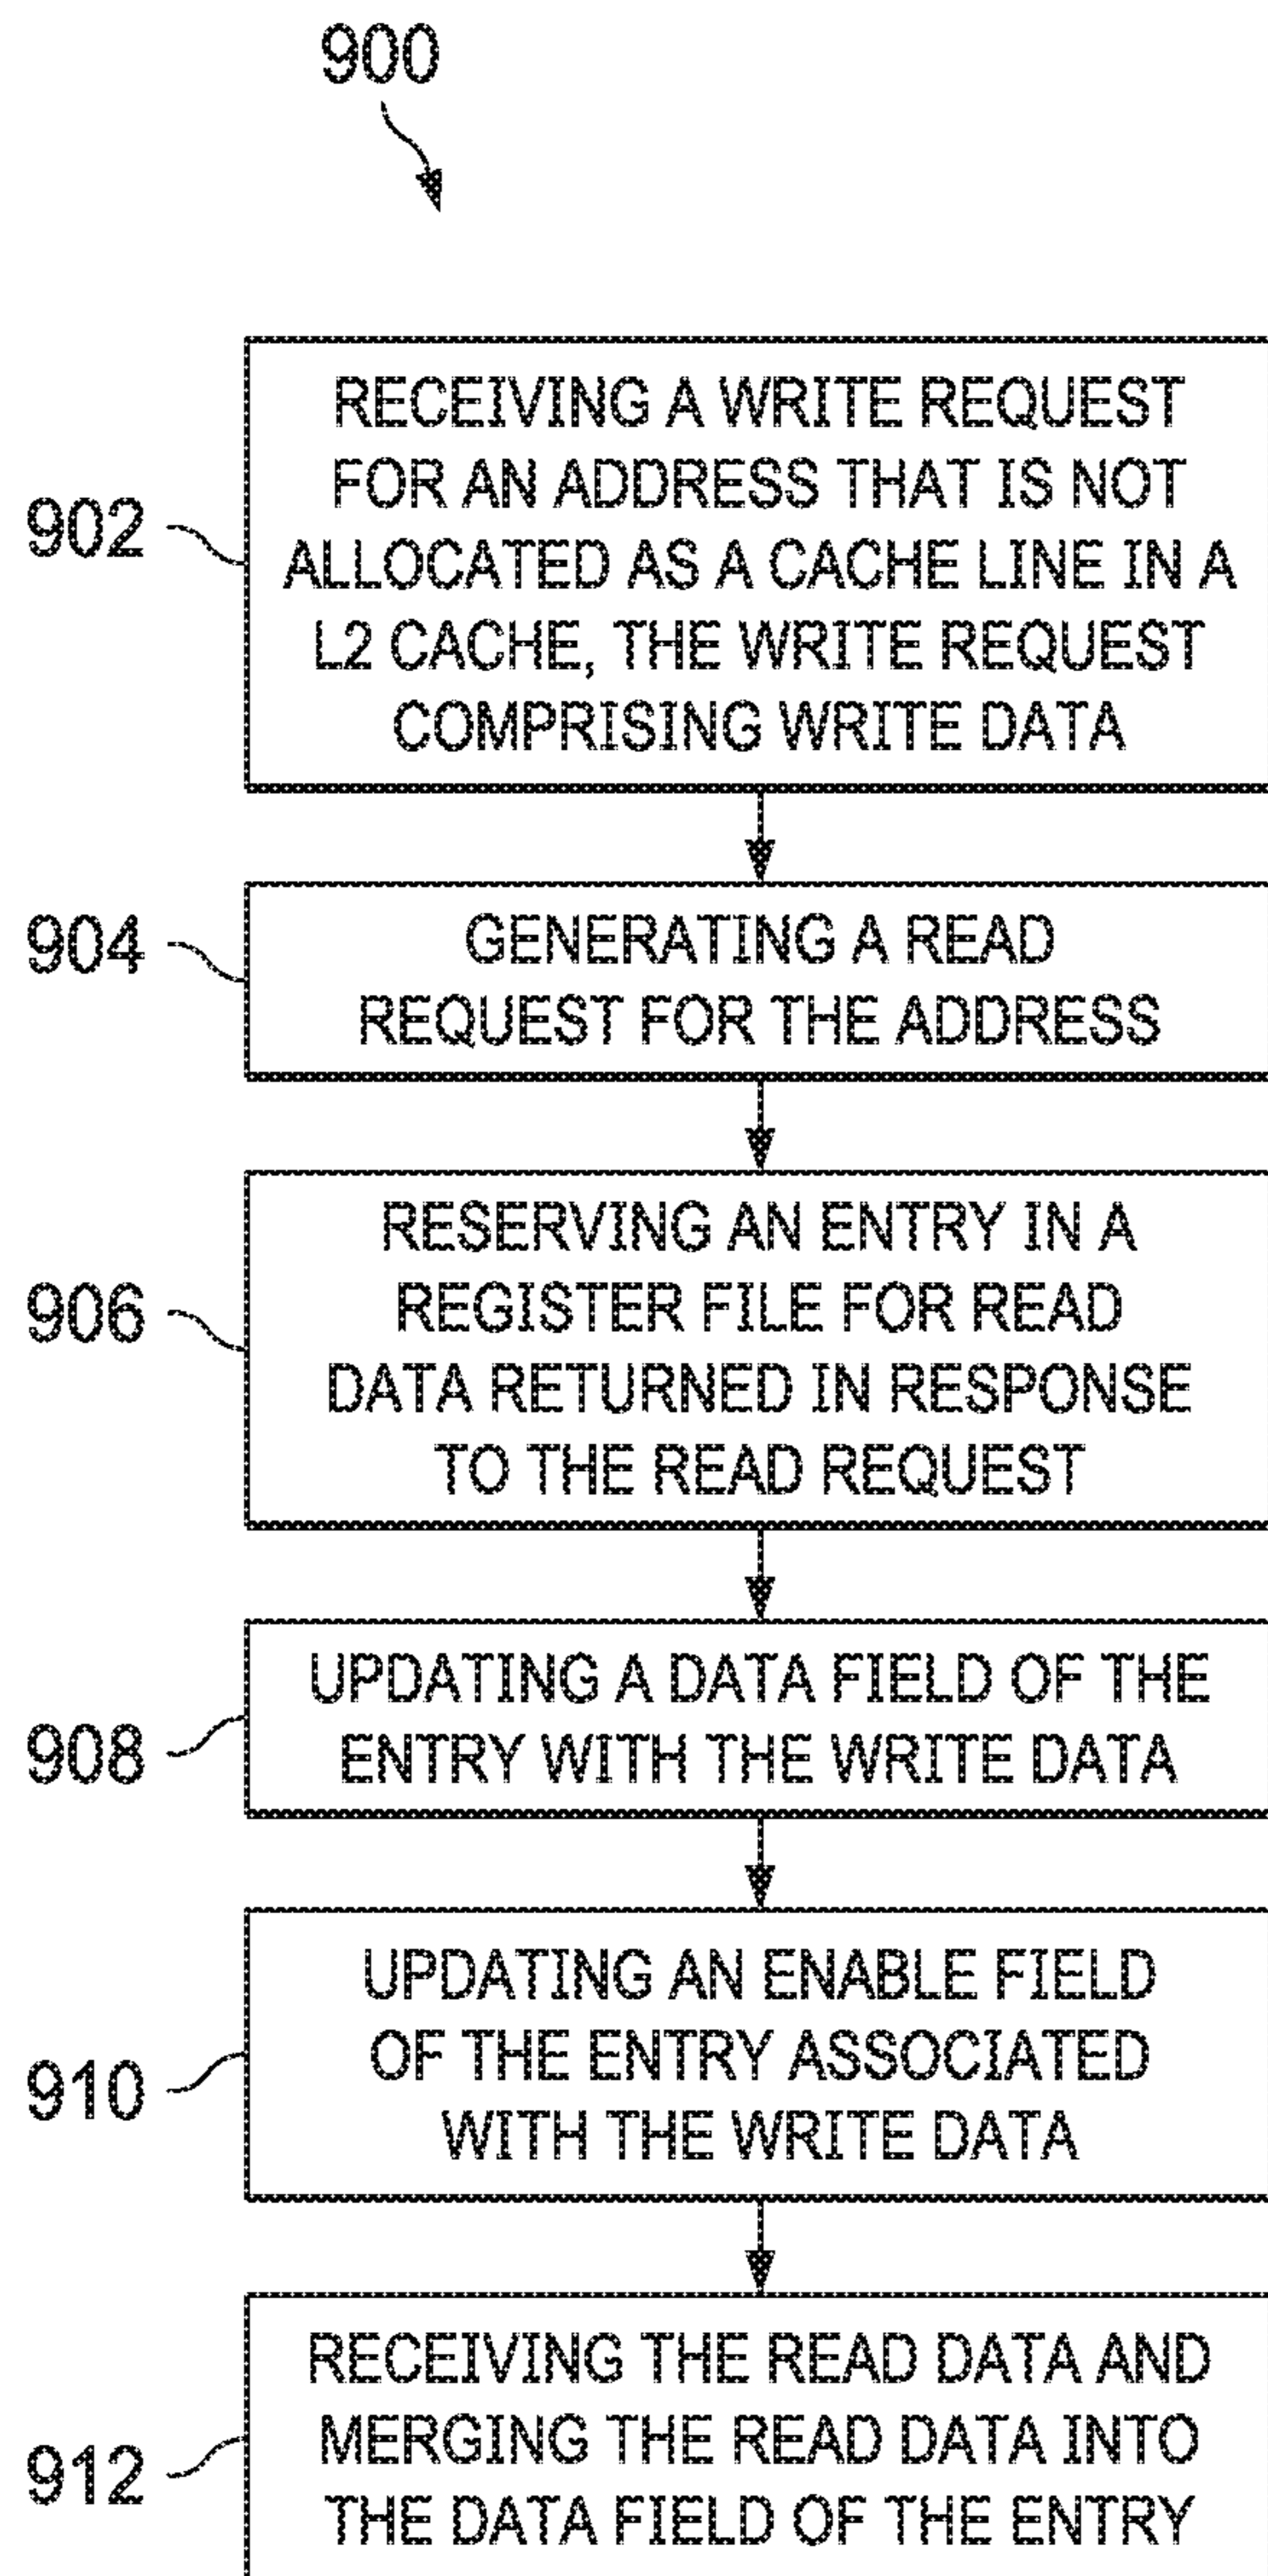 900
902
RECEIVING A WRITE REQUEST
FOR AN ADDRESS THAT IS NOT
ALLOCATED AS A CACHE LINE IN A
L2 CACHE, THE WRITE REQUEST
COMPRISING WRITE DATA
904
GENERATING A READ
REQUEST FOR THE ADDRESS
906
RESERVING AN ENTRY IN A
REGISTER FILE FOR READ
DATA RETURNED IN RESPONSE
TO THE READ REQUEST
908
UPDATING A DATA FIELD OF THE
ENTRY WITH THE WRITE DATA
910
UPDATING AN ENABLE FIELD
OF THE ENTRY ASSOCIATED
WITH THE WRITE DATA
912
RECEIVING THE READ DATA AND
MERGING THE READ DATA INTO
THE DATA FIELD OF THE ENTRY